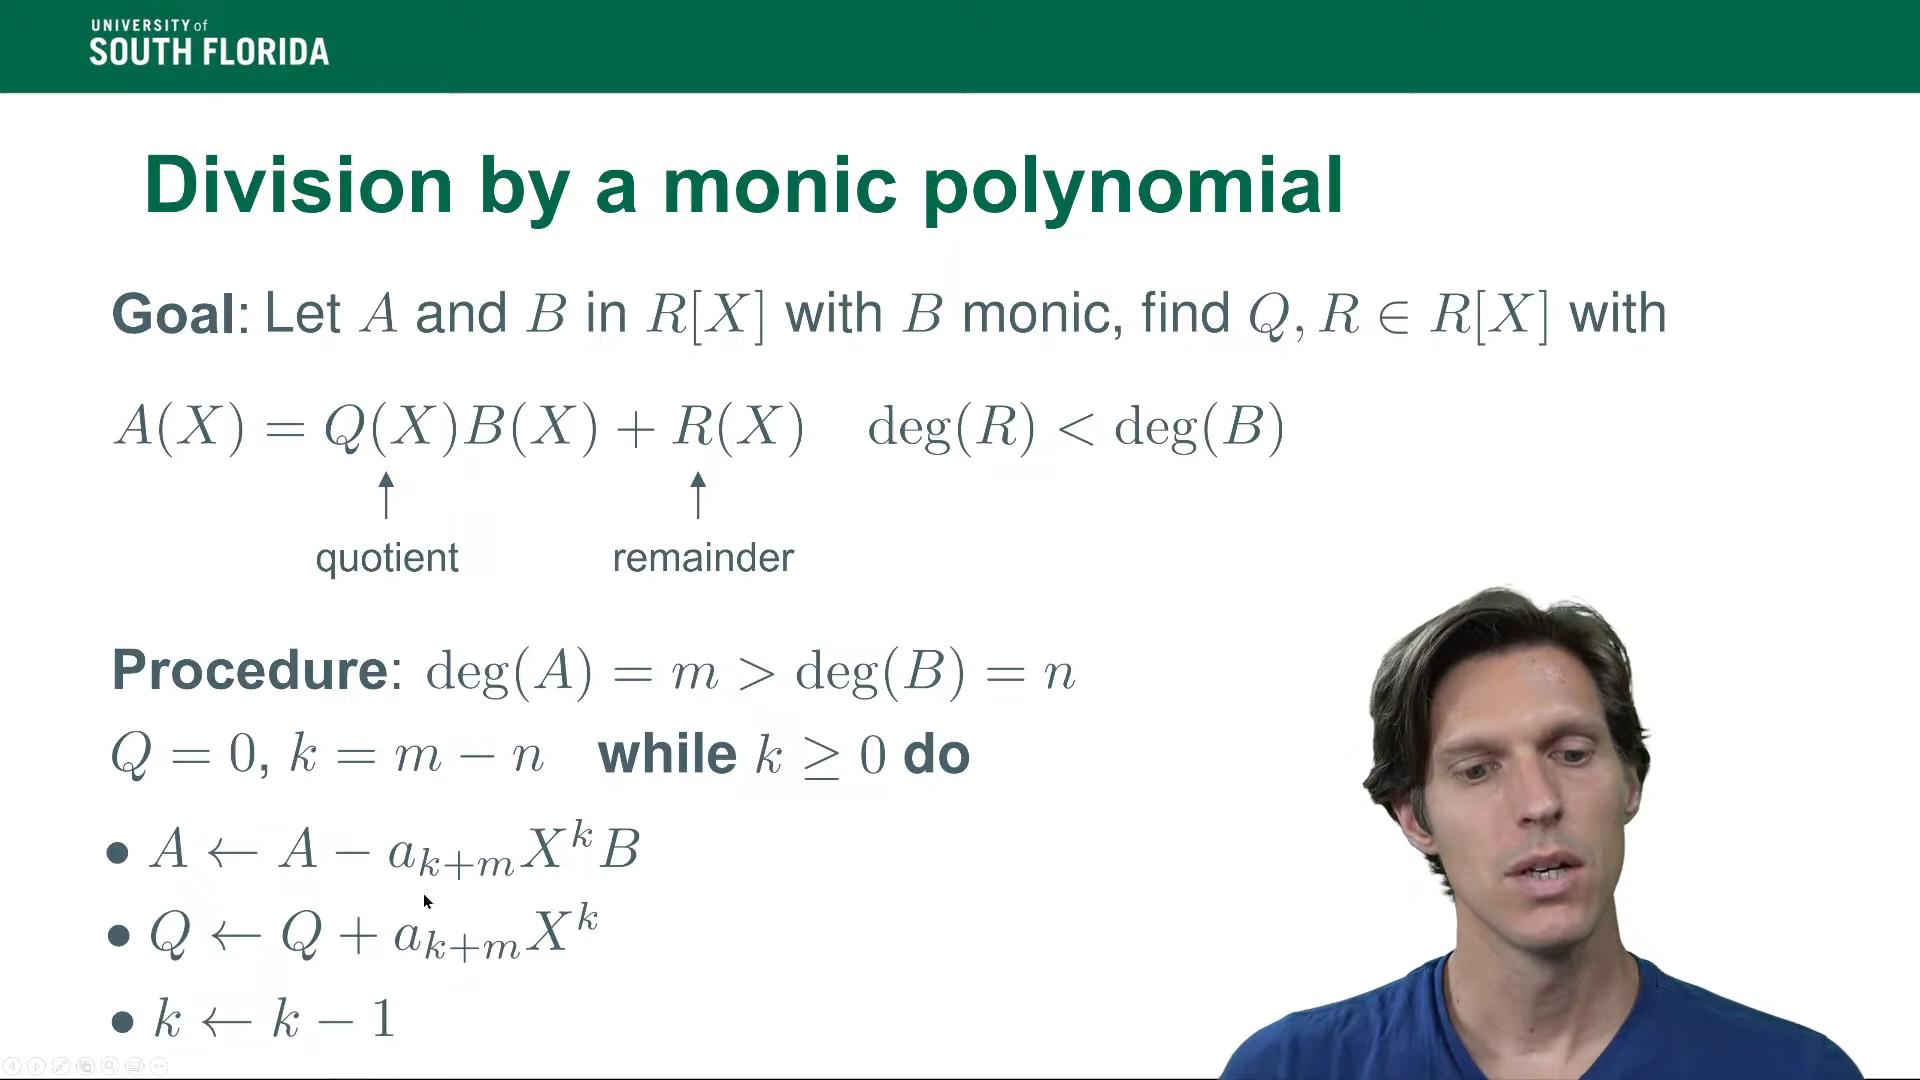 UNIVERSITY of
SOUTH FLORIDA
Division by a monic polynomial
Goal: Let A and B in R[X] with B monic, find Q, R ∈ R[X] with
A(X) = Q(X)B(X) + R(X) deg(R) < deg(B)
↑ ↑
quotient remainder
Procedure: deg(A) = m > deg(B) = n
Q = 0, k = m − n while k ≥ 0 do
• A ← A − a_{k+m}X^k B
• Q ← Q + a_{k+m}X^k
• k ← k − 1